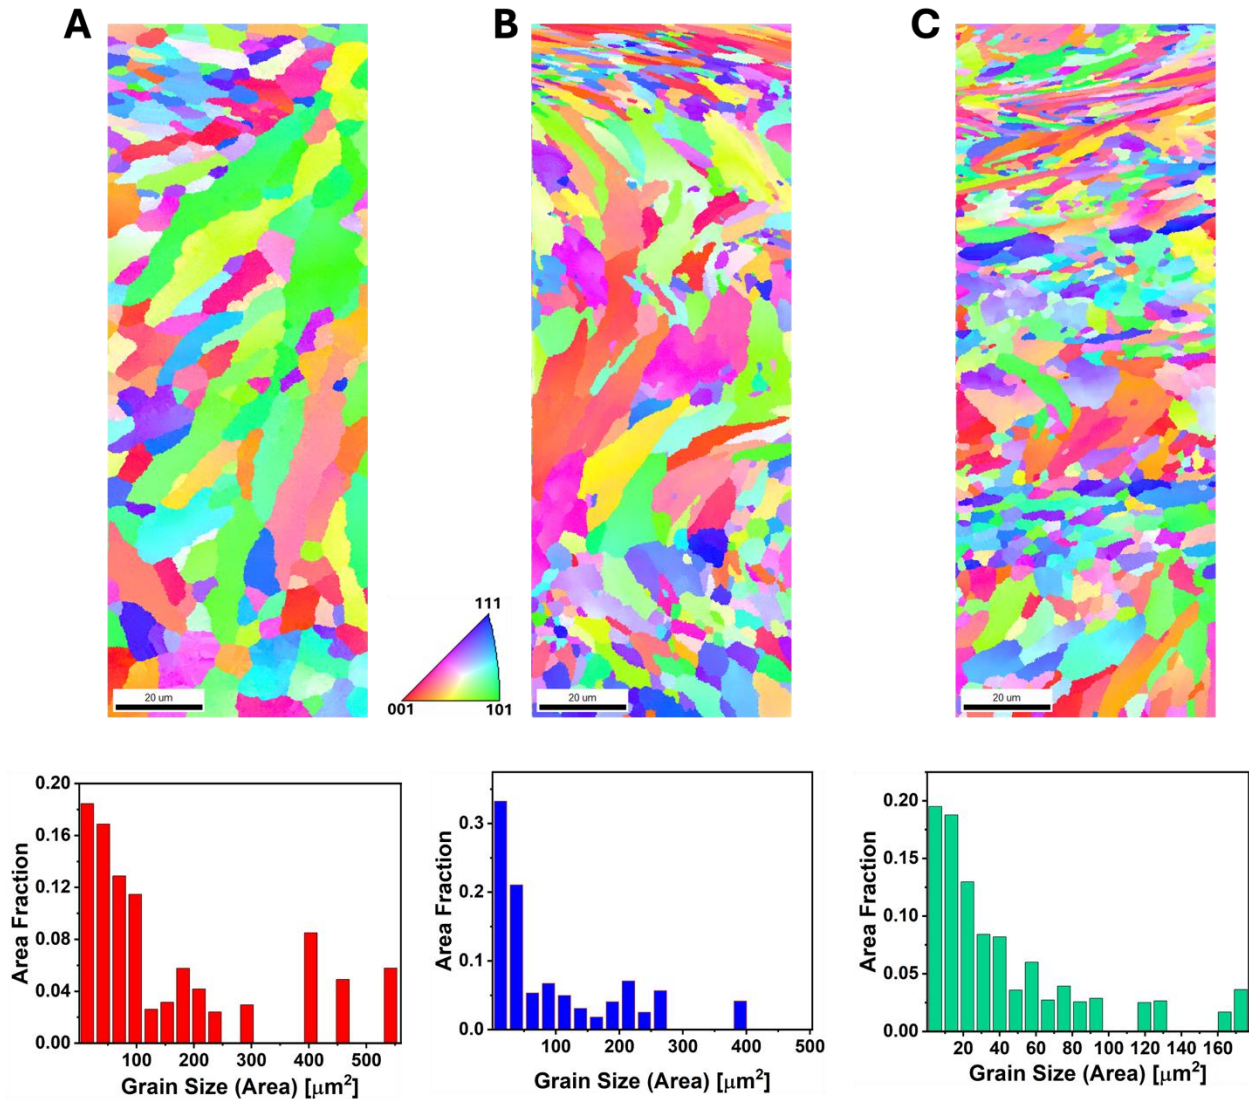 A
B
C
111
001
101
20 um
20 um
20 um
0.20
0.16
0.12
0.08
0.04
0.00
Area Fraction
100 200 300 400 500
Grain Size (Area) [μm²]
0.3
0.2
0.1
0.0
Area Fraction
100 200 300 400 500
Grain Size (Area) [μm²]
0.20
0.15
0.10
0.05
0.00
Area Fraction
20 40 60 80 100 120 140 160
Grain Size (Area) [μm²]